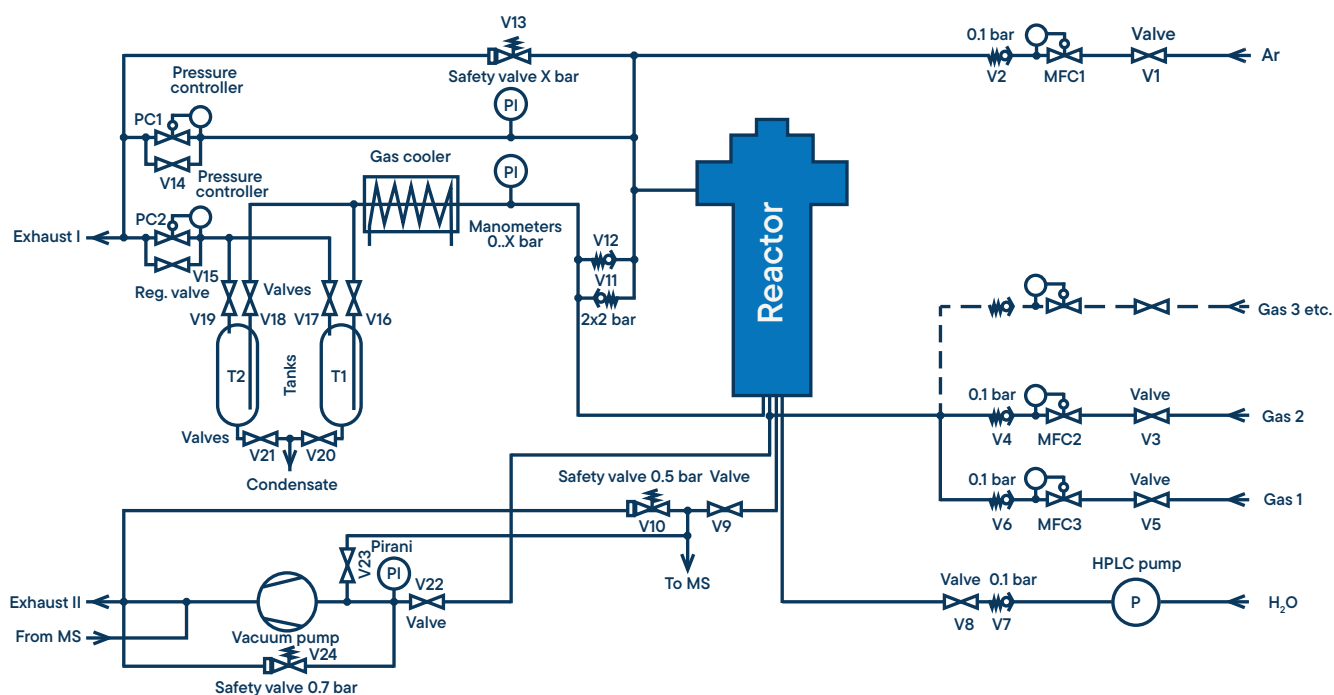 V13
0.1 bar
Valve
Ar
V2
MFC1
V1
Safety valve X bar
Pressure
controller
PI
PC1
V14
Pressure
controller
Gas cooler
PI
PC2
Exhaust I
Manometers
0..X bar
V12
V15
Reg. valve
Valves
V11
2x2 bar
V19
V18
V17
V16
T2
Tanks
T1
Reactor
Gas 3 etc.
0.1 bar
Valve
Gas 2
V4
MFC2
V3
Valves
V21
V20
Condensate
Safety valve 0.5 bar
Valve
V10
V9
0.1 bar
Valve
Gas 1
V6
MFC3
V5
To MS
V23
Pirani
PI
V22
Valve
Exhaust II
From MS
Vacuum pump
V24
Safety valve 0.7 bar
HPLC pump
Valve
0.1 bar
P
H₂O
V8
V7